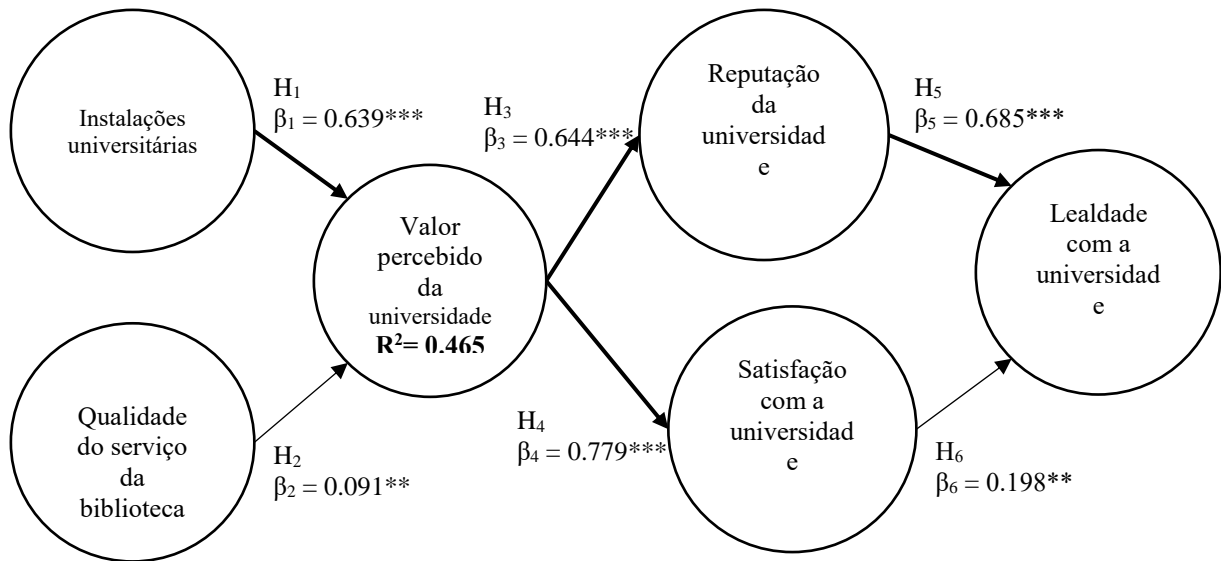 Instalações
universitárias
H₁
β₁ = 0.639***
Qualidade
do serviço
da
biblioteca
H₂
β₂ = 0.091**
Valor
percebido
da
universidade
R²= 0.465
H₃
β₃ = 0.644***
H₄
β₄ = 0.779***
Reputação
da
universidad
e
Satisfação
com a
universidad
e
H₅
β₅ = 0.685***
H₆
β₆ = 0.198**
Lealdade
com a
universidad
e